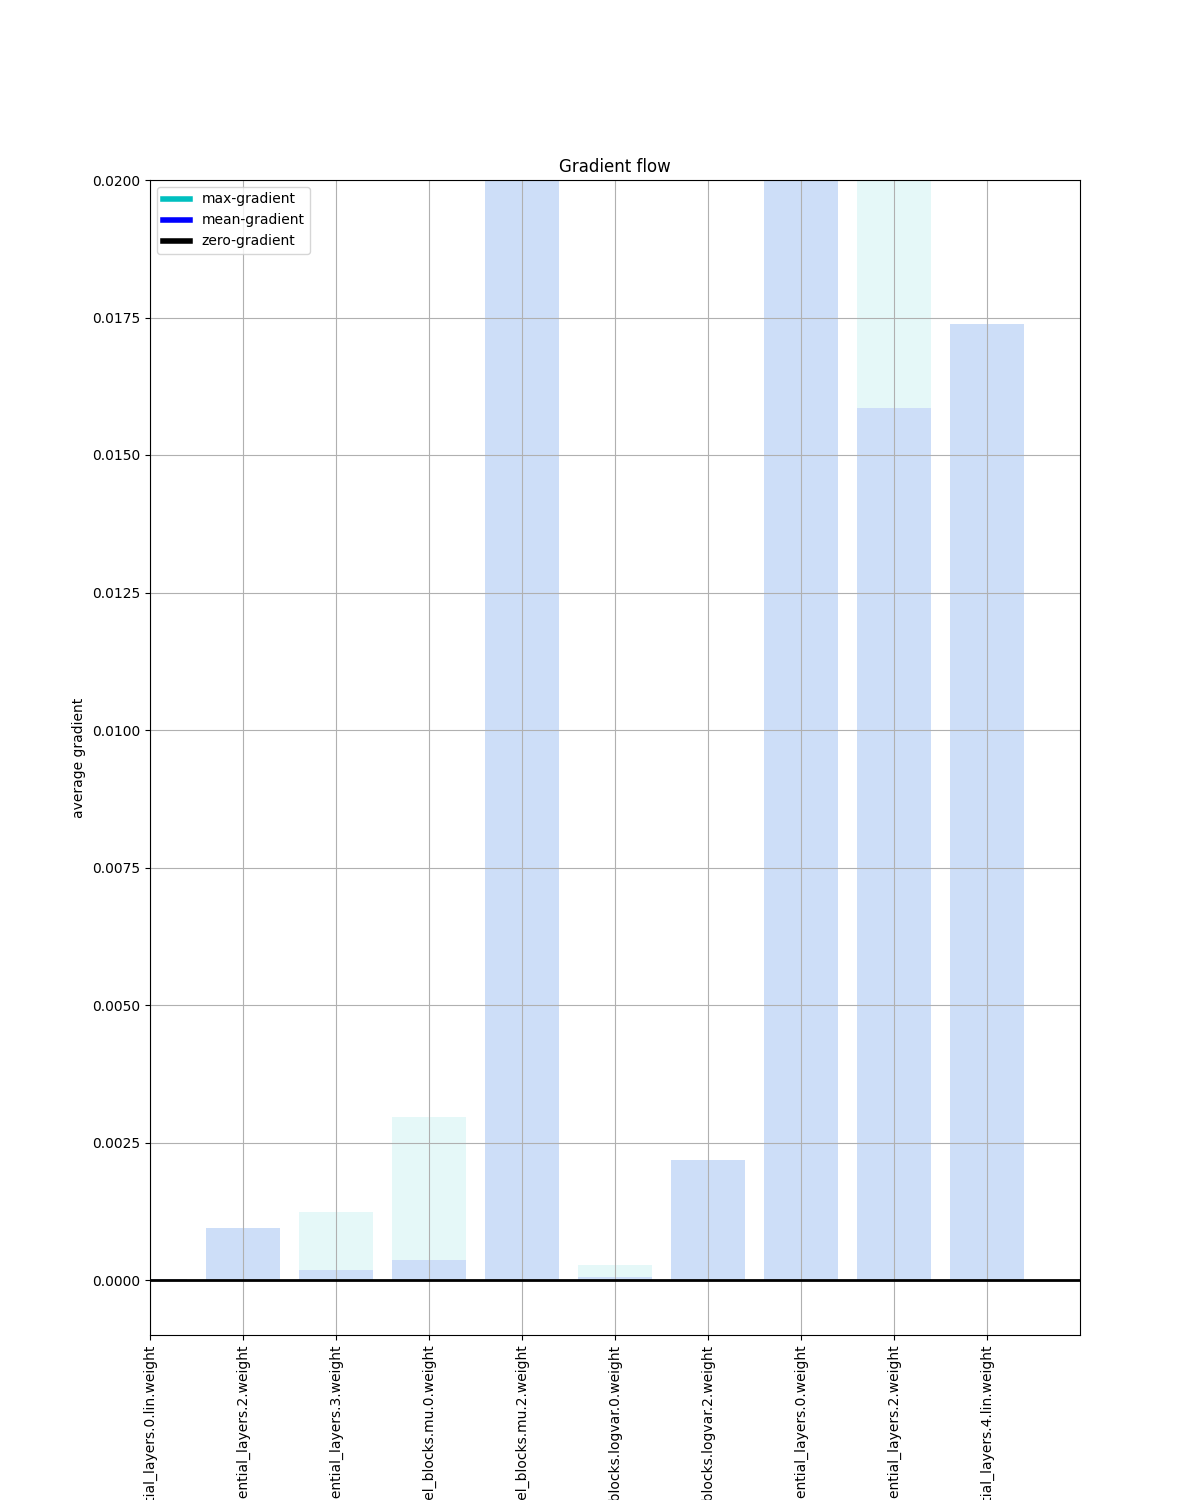 Gradient flow
max-gradient
mean-gradient
zero-gradient
0.0200
0.0175
0.0150
0.0125
0.0100
0.0075
0.0050
0.0025
0.0000
average gradient
tial_layers.0.lin.weight
ential_layers.2.weight
ential_layers.3.weight
el_blocks.mu.0.weight
el_blocks.mu.2.weight
blocks.logvar.0.weight
blocks.logvar.2.weight
ential_layers.0.weight
ential_layers.2.weight
tial_layers.4.lin.weight